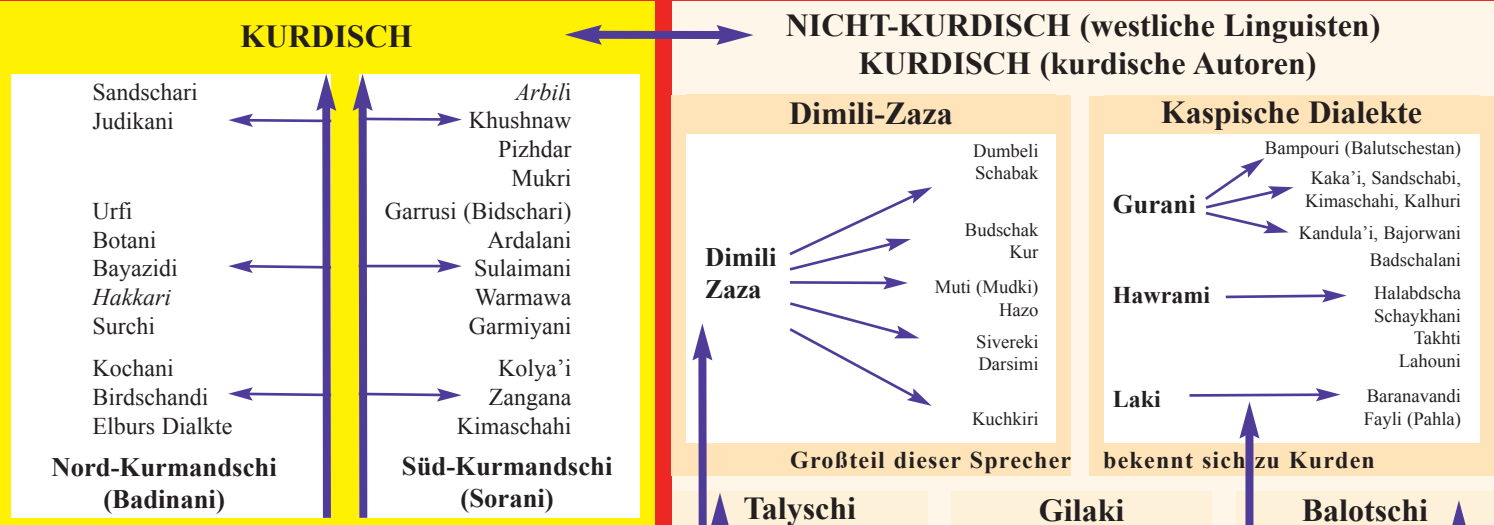 KURDISCH
Sandschari
Judikani
Urfi
Botani
Bayazidi
Hakkari
Surchi
Kochani
Birdschandi
Elburs Dialkte
Nord-Kurmandschi
(Badinani)
Arbili
Khushnaw
Pizhdar
Mukri
Garrusi (Bidschari)
Ardalani
Sulaimani
Warmawa
Garmiyani
Kolya’i
Zangana
Kimaschahi
Süd-Kurmandschi
(Sorani)
NICHT-KURDISCH (westliche Linguisten)
KURDISCH (kurdische Autoren)
Dimili-Zaza
Dimili
Zaza
Dumbeli
Schabak
Budschak
Kur
Muti (Mudki)
Hazo
Sivereki
Darsimi
Kuchkiri
Kaspische Dialekte
Gurani
Bampouri (Balutschestan)
Kaka’i, Sandschabi,
Kimaschahi, Kalhuri
Kandula’i, Bajorwani
Badschalani
Hawrami
Halabdscha
Schaykhani
Takhti
Lahouni
Laki
Baranavandi
Fayli (Pahla)
Großteil dieser Sprecher bekennt sich zu Kurden
Talyschi
Gilaki
Balotschi